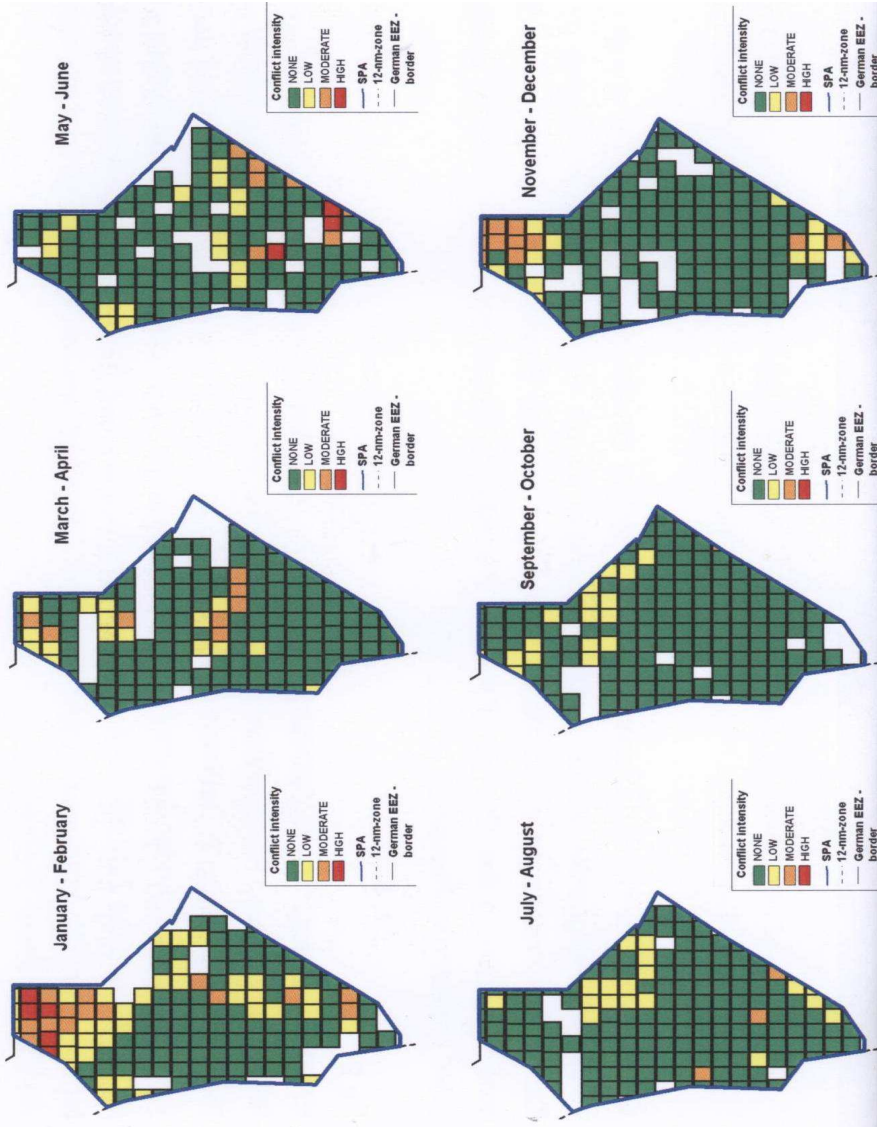 January - February
Conflict intensity
NONE
LOW
MODERATE
HIGH
SPA
12-nm-zone
German EEZ -
border
March - April
Conflict intensity
NONE
LOW
MODERATE
HIGH
SPA
12-nm-zone
German EEZ -
border
May - June
Conflict intensity
NONE
LOW
MODERATE
HIGH
SPA
12-nm-zone
German EEZ -
border
July - August
Conflict intensity
NONE
LOW
MODERATE
HIGH
SPA
12-nm-zone
German EEZ -
border
September - October
Conflict intensity
NONE
LOW
MODERATE
HIGH
SPA
12-nm-zone
German EEZ -
border
November - December
Conflict intensity
NONE
LOW
MODERATE
HIGH
SPA
12-nm-zone
German EEZ -
border